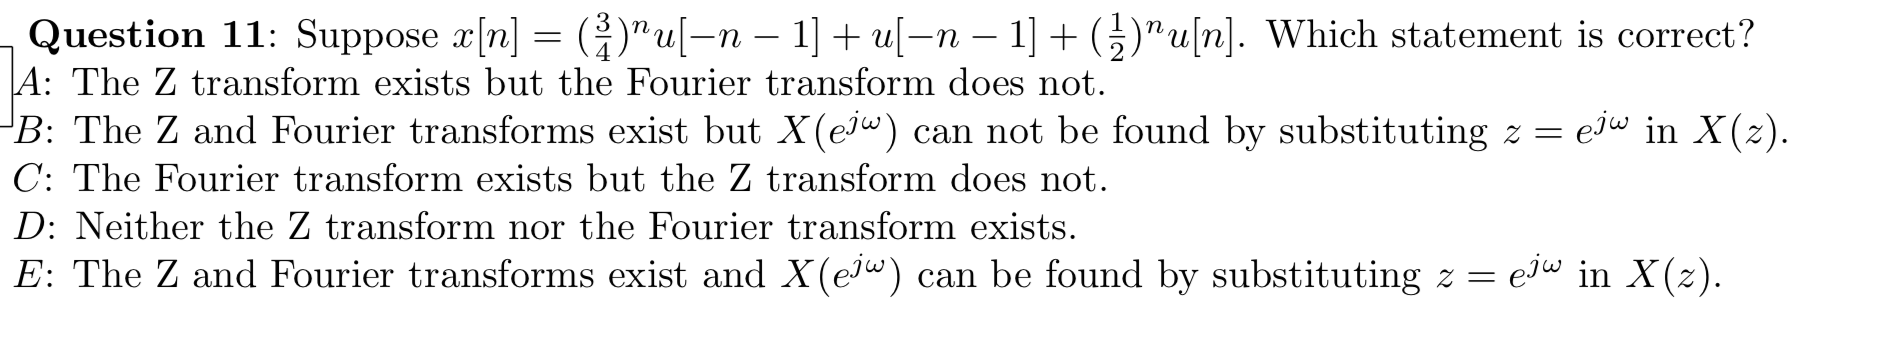 Question 11: Suppose x[n] = (3/4)^n u[−n − 1] + u[−n − 1] + (1/2)^n u[n]. Which statement is correct?
A: The Z transform exists but the Fourier transform does not.
B: The Z and Fourier transforms exist but X(e^{jω}) can not be found by substituting z = e^{jω} in X(z).
C: The Fourier transform exists but the Z transform does not.
D: Neither the Z transform nor the Fourier transform exists.
E: The Z and Fourier transforms exist and X(e^{jω}) can be found by substituting z = e^{jω} in X(z).